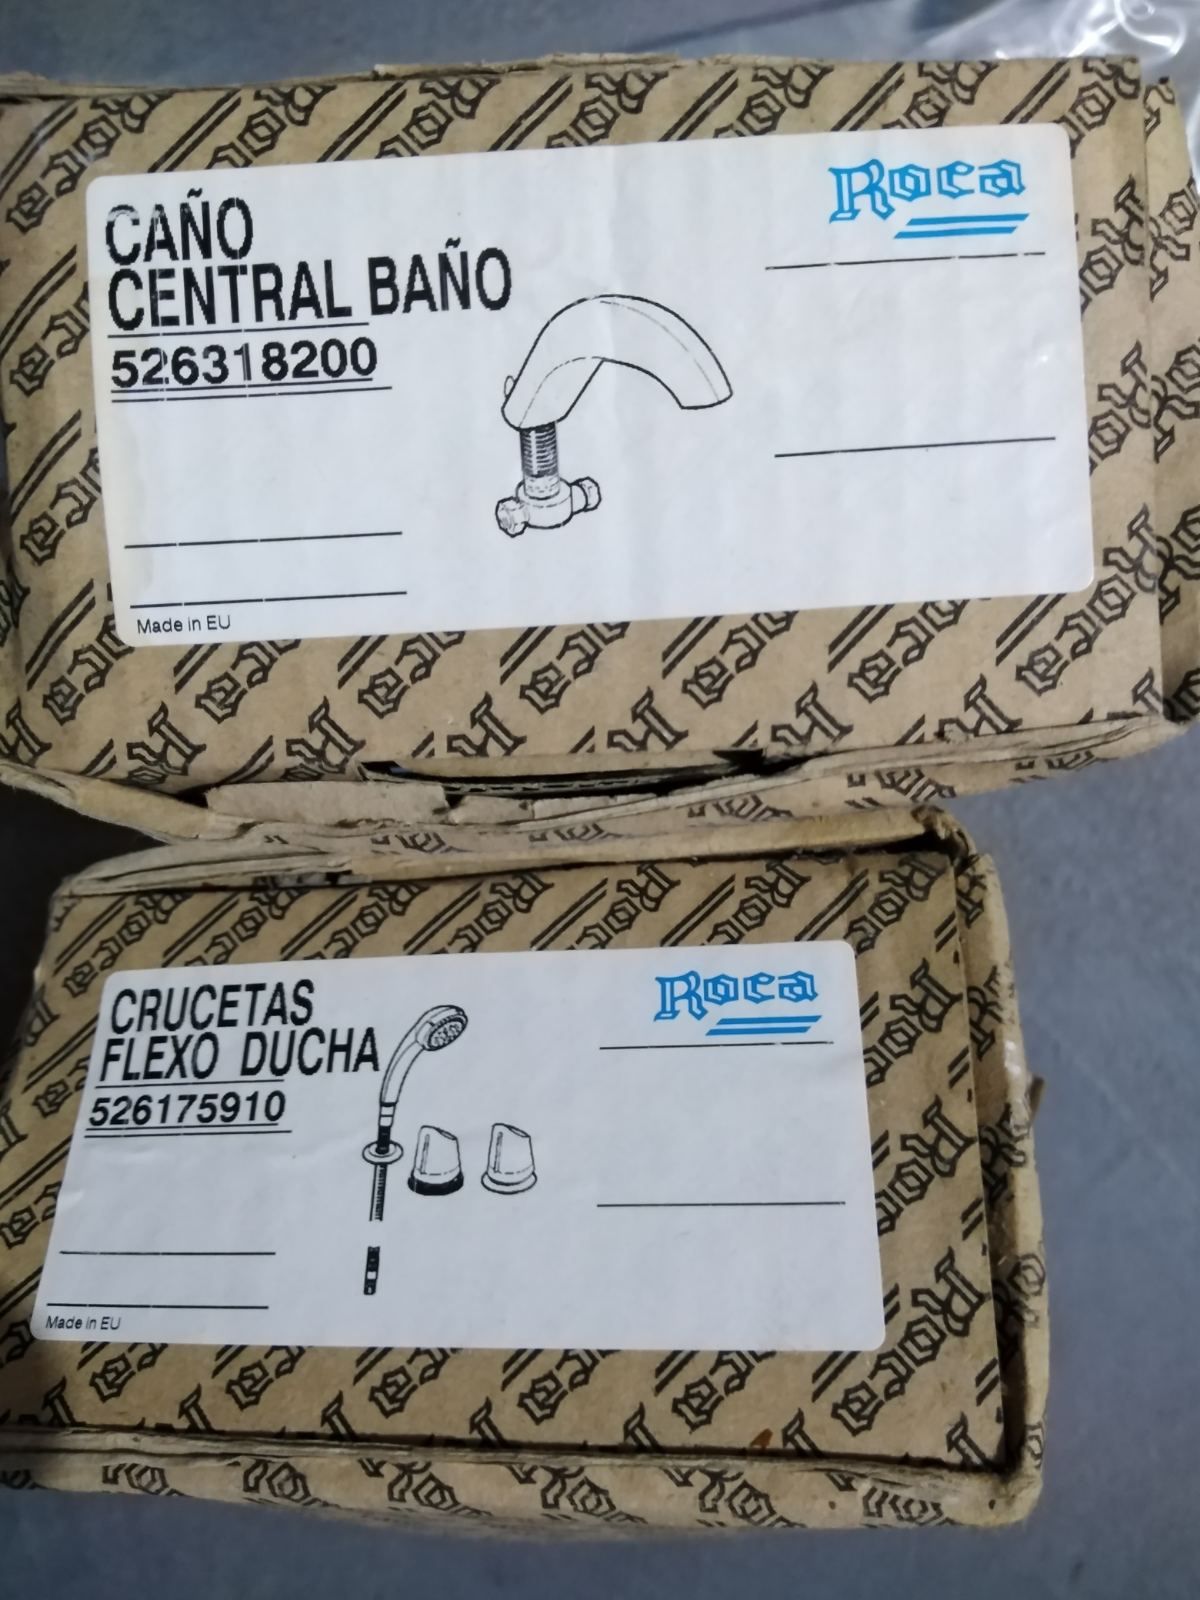 Roca
CAÑO
CENTRAL BAÑO
526318200
Made in EU
Roca
CRUCETAS
FLEXO DUCHA
526175910
Made in EU